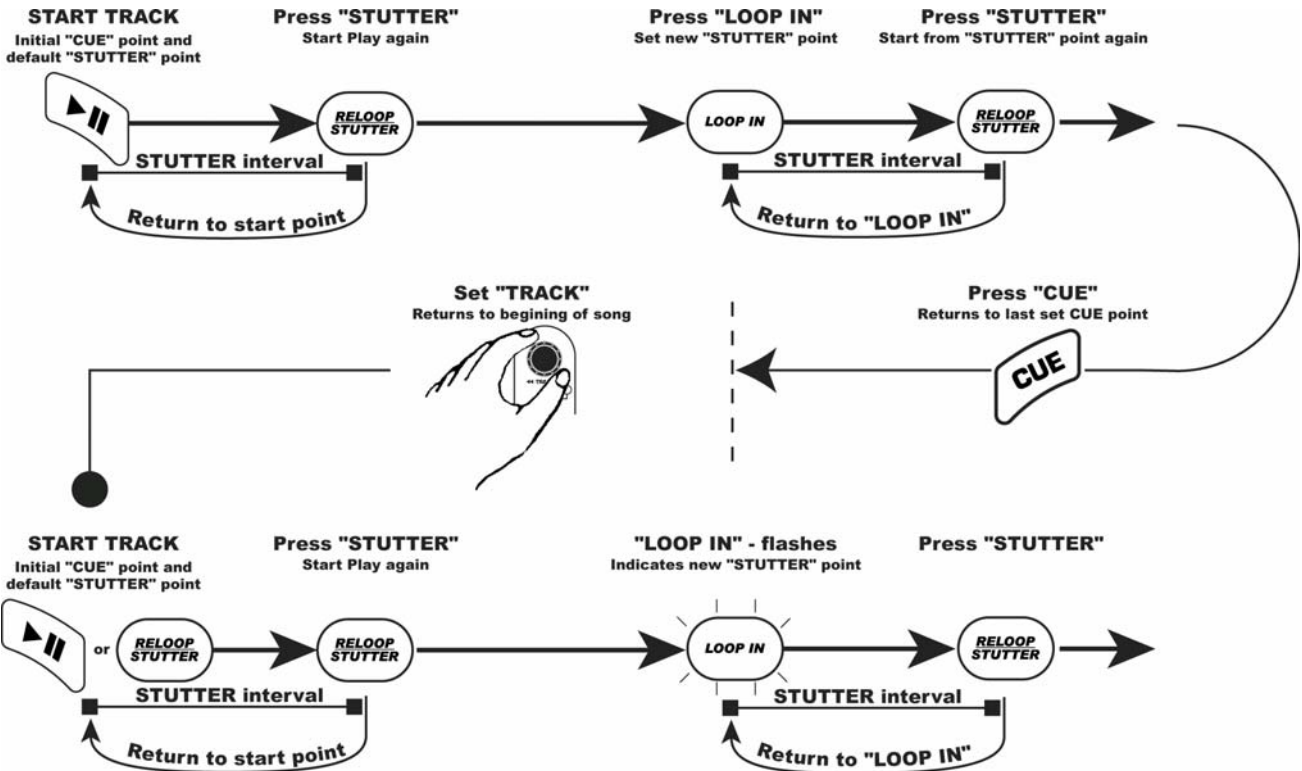 START TRACK
Initial "CUE" point and
default "STUTTER" point
Press "STUTTER"
Start Play again
Press "LOOP IN"
Set new "STUTTER" point
Press "STUTTER"
Start from "STUTTER" point again
RELOOP
STUTTER
LOOP IN
RELOOP
STUTTER
STUTTER interval
STUTTER interval
Return to start point
Return to "LOOP IN"
Set "TRACK"
Returns to begining of song
Press "CUE"
Returns to last set CUE point
CUE
START TRACK
Initial "CUE" point and
default "STUTTER" point
Press "STUTTER"
Start Play again
"LOOP IN" - flashes
Indicates new "STUTTER" point
Press "STUTTER"
or
RELOOP
STUTTER
RELOOP
STUTTER
LOOP IN
RELOOP
STUTTER
STUTTER interval
STUTTER interval
Return to start point
Return to "LOOP IN"